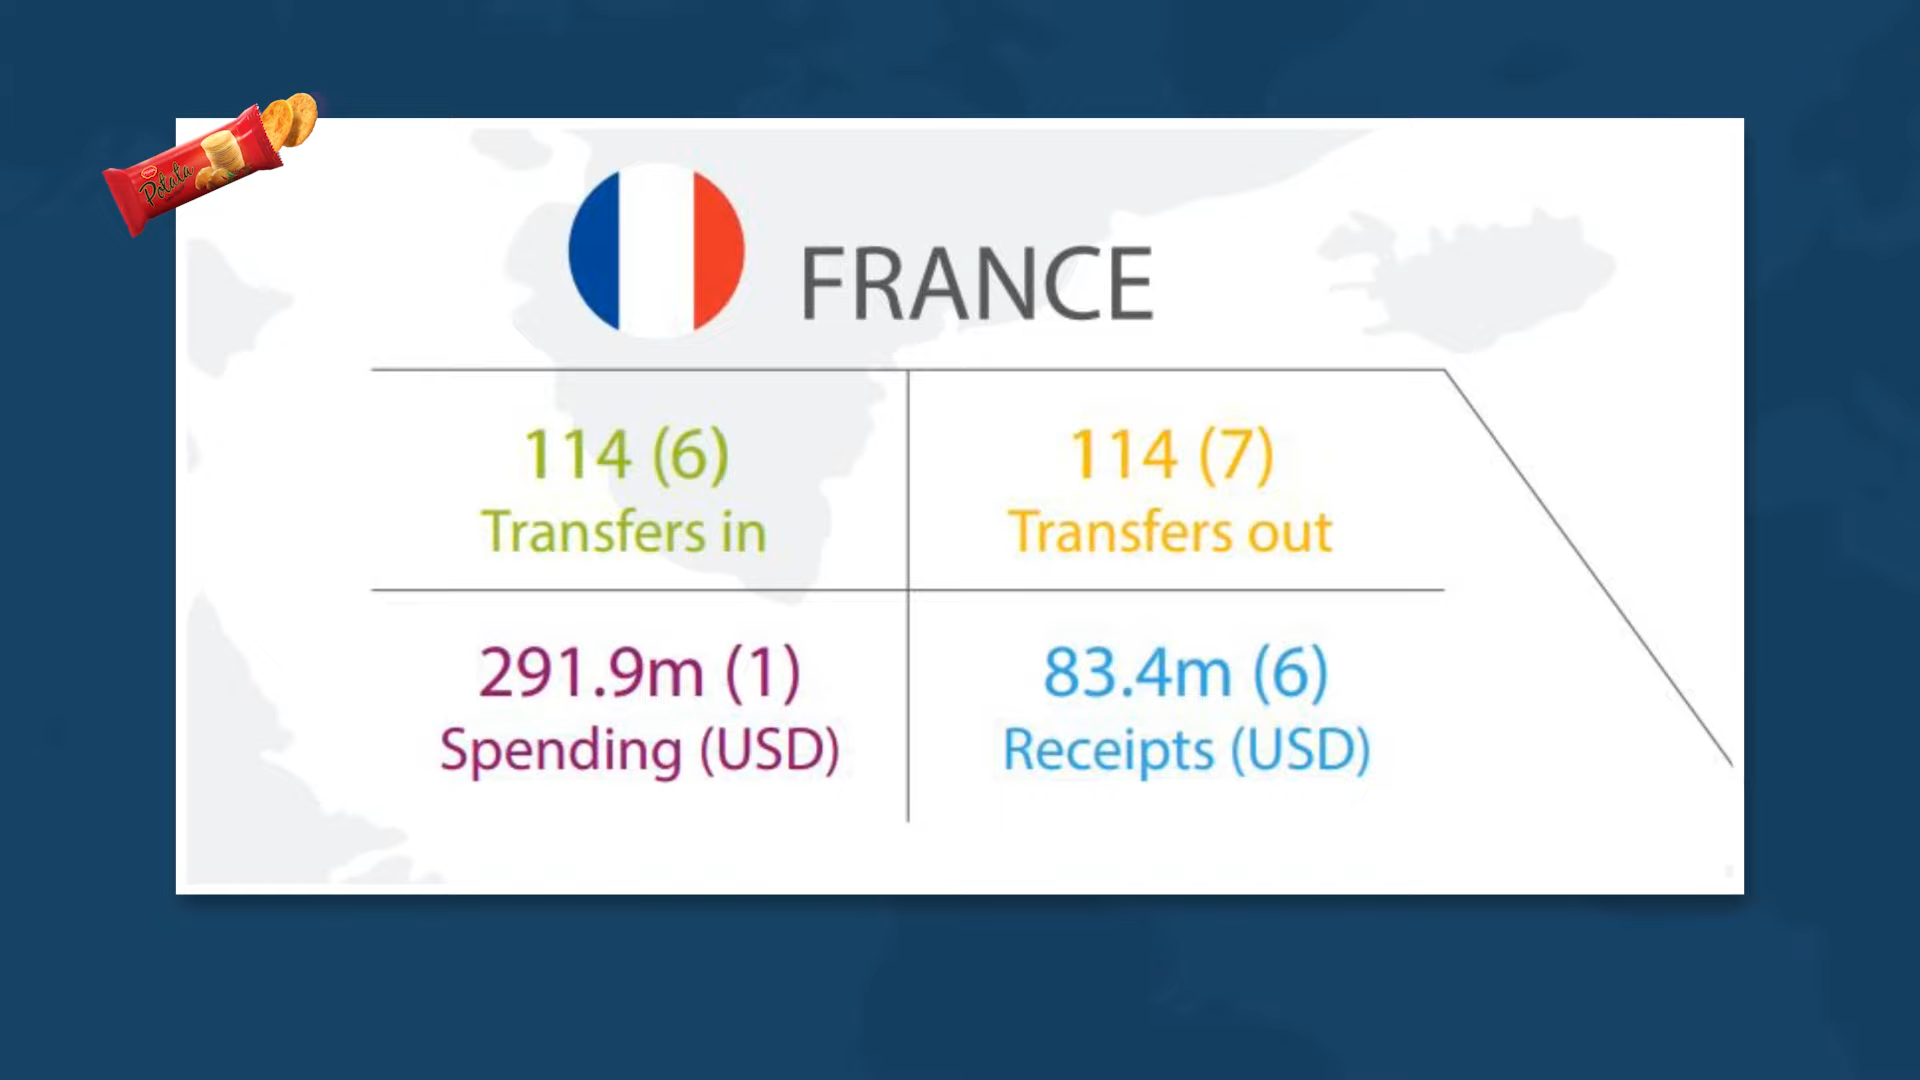 Potata
FRANCE
114 (6)
Transfers in
114 (7)
Transfers out
291.9m (1)
Spending (USD)
83.4m (6)
Receipts (USD)